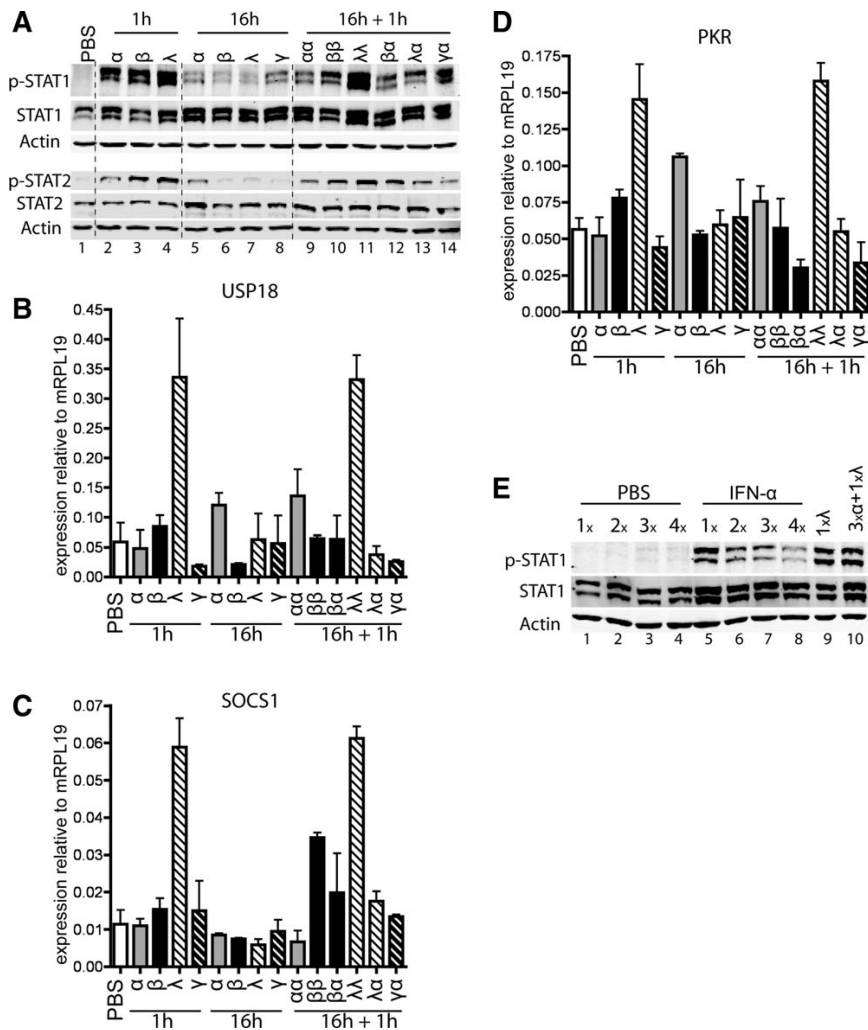 A
PBS
1h
16h
16h + 1h
α β λ α β λ γ αα ββ λλ βα λα γα
p-STAT1
STAT1
Actin
p-STAT2
STAT2
Actin
1 2 3 4 5 6 7 8 9 10 11 12 13 14
B
USP18
expression relative to mRPL19
0.45
0.40
0.35
0.30
0.25
0.20
0.15
0.10
0.05
0.00
PBS α β λ γ α β λ γ αα ββ βα λλ λα γα
1h 16h 16h + 1h
C
SOCS1
expression relative to mRPL19
0.07
0.06
0.05
0.04
0.03
0.02
0.01
0.00
PBS α β λ γ α β λ γ αα ββ βα λλ λα γα
1h 16h 16h + 1h
D
PKR
expression relative to mRPL19
0.175
0.150
0.125
0.100
0.075
0.050
0.025
0.000
PBS α β λ γ α β λ γ αα ββ βα λλ λα γα
1h 16h 16h + 1h
E
PBS IFN-α
1x 2x 3x 4x 1x 2x 3x 4x 1xλ 3xα+1xλ
p-STAT1
STAT1
Actin
1 2 3 4 5 6 7 8 9 10